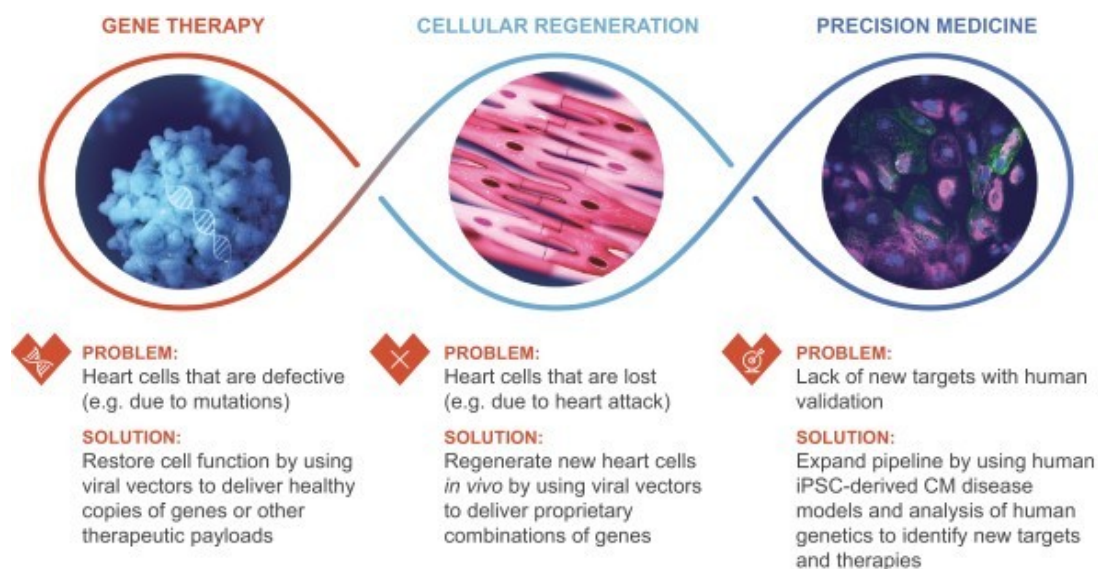 GENE THERAPY
CELLULAR REGENERATION
PRECISION MEDICINE
PROBLEM:
Heart cells that are defective
(e.g. due to mutations)
SOLUTION:
Restore cell function by using
viral vectors to deliver healthy
copies of genes or other
therapeutic payloads
PROBLEM:
Heart cells that are lost
(e.g. due to heart attack)
SOLUTION:
Regenerate new heart cells
in vivo by using viral vectors
to deliver proprietary
combinations of genes
PROBLEM:
Lack of new targets with human
validation
SOLUTION:
Expand pipeline by using human
iPSC-derived CM disease
models and analysis of human
genetics to identify new targets
and therapies